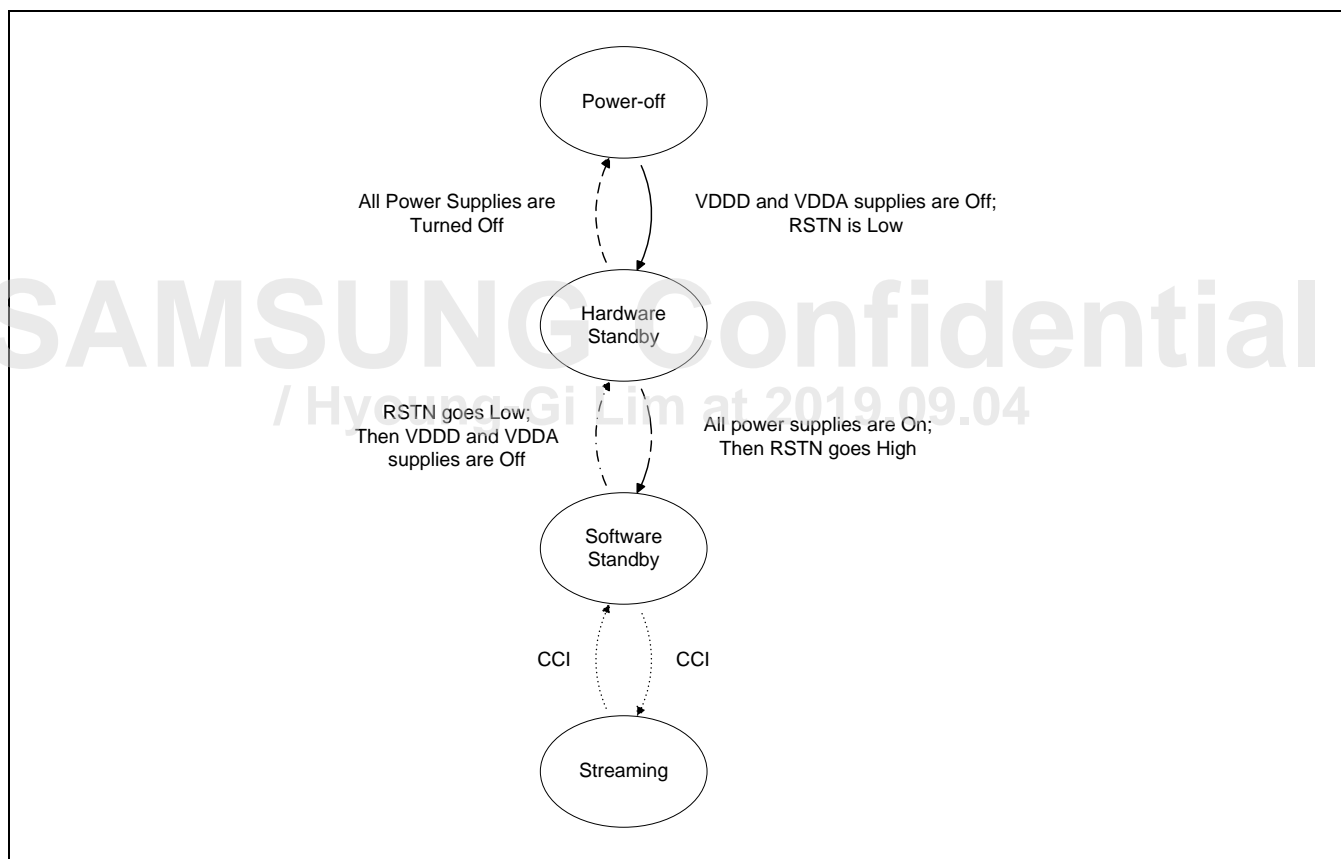 Power-off
All Power Supplies are
Turned Off
VDDD and VDDA supplies are Off;
RSTN is Low
SAMSUNG Confidential
Hardware
Standby
/ Hyoung Gi Lim at 2019.09.04
RSTN goes Low;
Then VDDD and VDDA
supplies are Off
All power supplies are On;
Then RSTN goes High
Software
Standby
CCI
CCI
Streaming